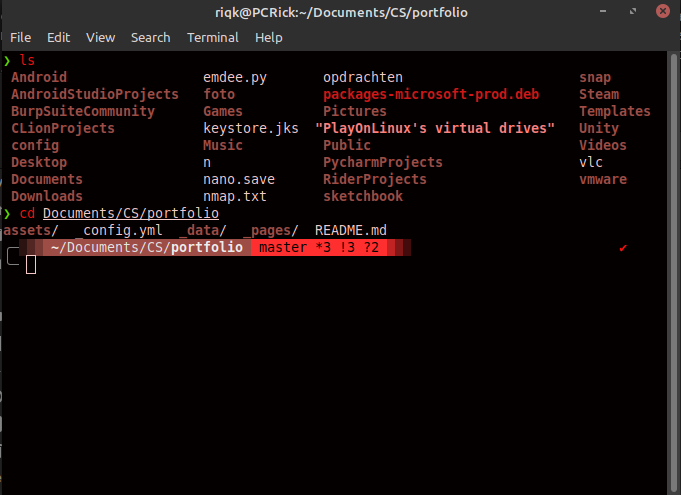 riqk@PCRick:~/Documents/CS/portfolio
File Edit View Search Terminal Help
❯ ls
Android emdee.py opdrachten snap
AndroidStudioProjects foto packages-microsoft-prod.deb Steam
BurpSuiteCommunity Games Pictures Templates
CLionProjects keystore.jks "PlayOnLinux's virtual drives" Unity
config Music Public Videos
Desktop n PycharmProjects vlc
Documents nano.save RiderProjects vmware
Downloads nmap.txt sketchbook
❯ cd Documents/CS/portfolio
assets/ _config.yml _data/ _pages/ README.md
~/Documents/CS/portfolio master *3 !3 ?2 ✔